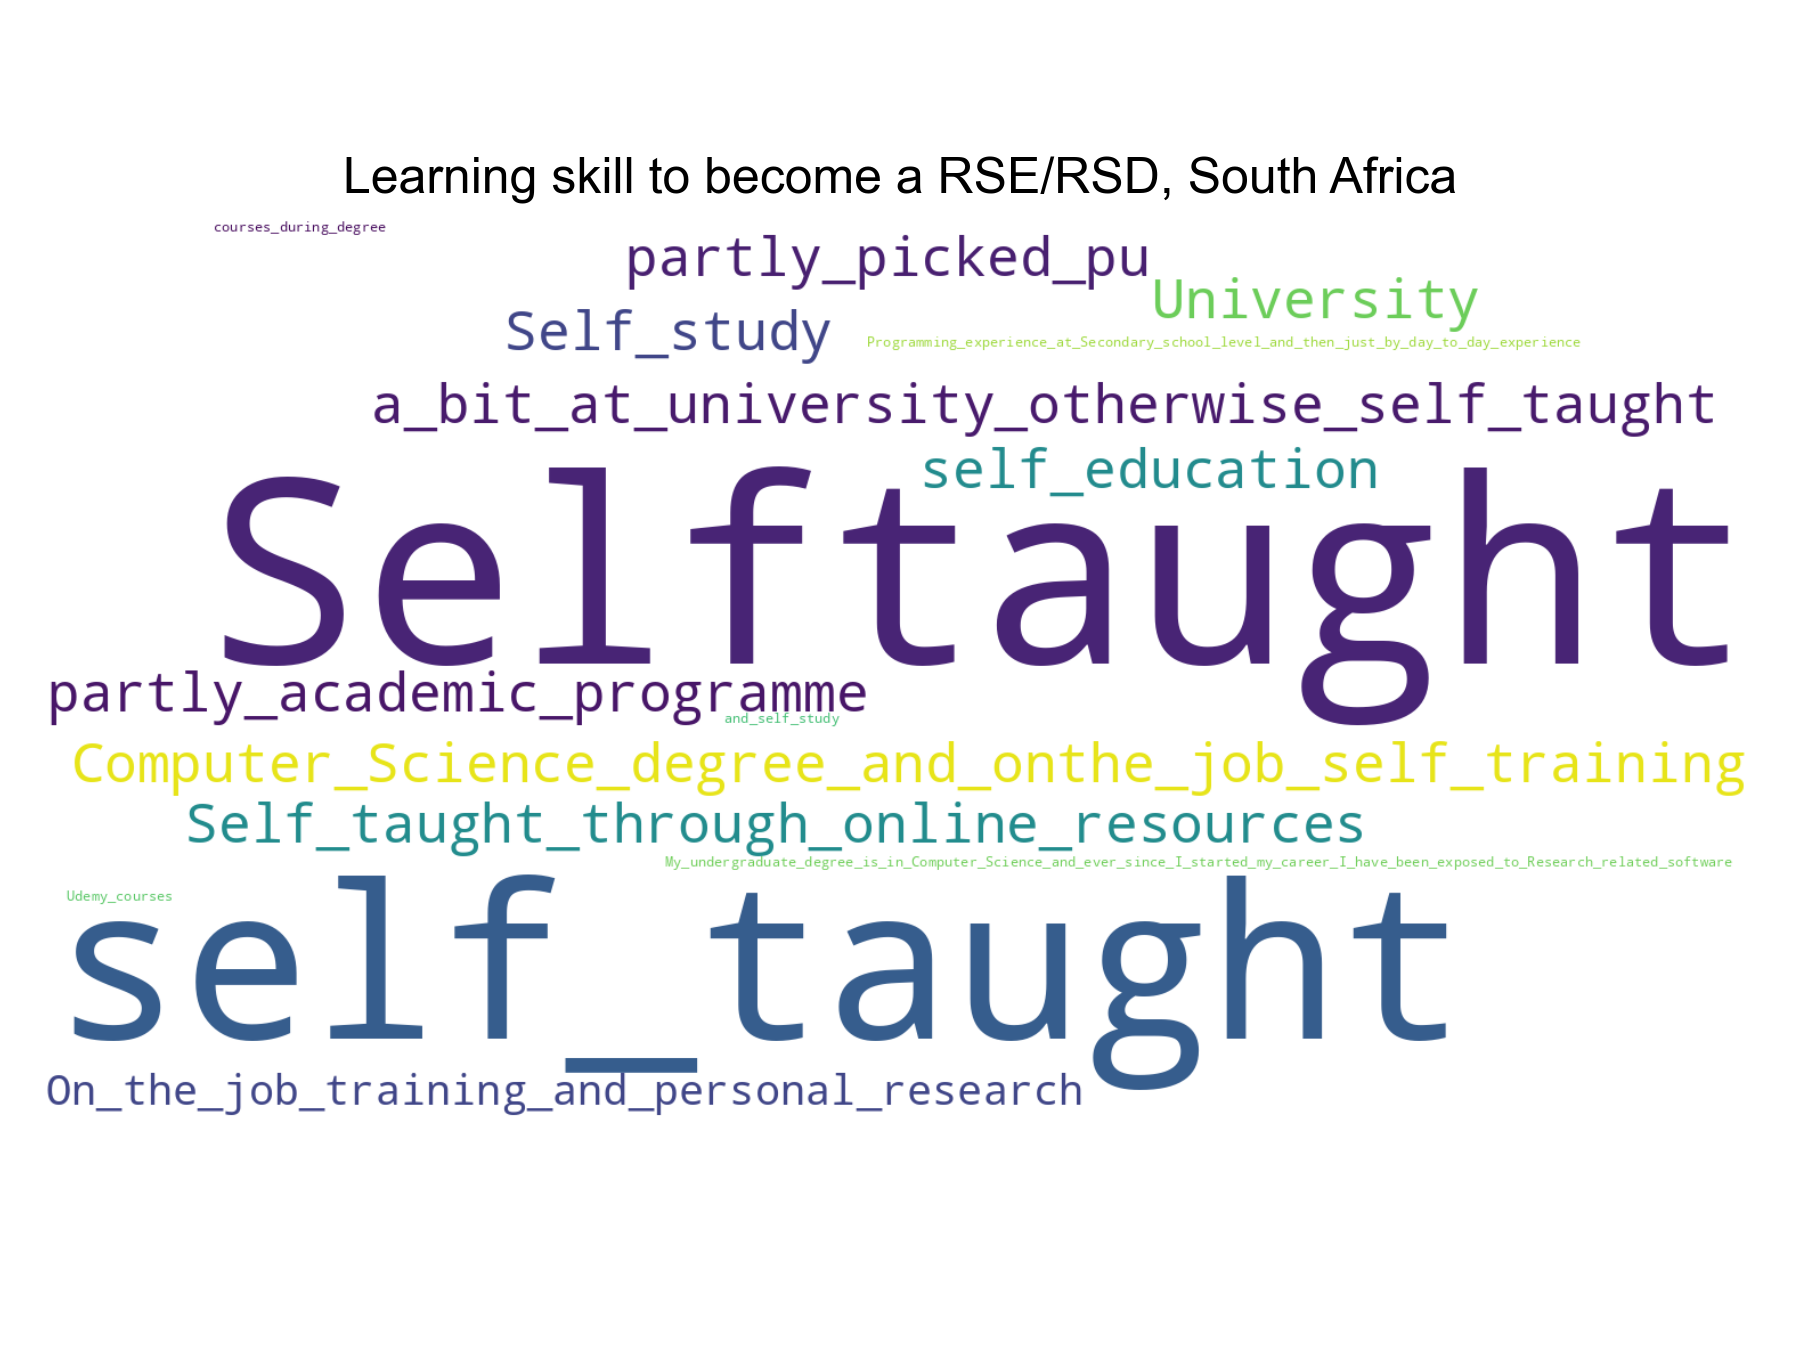 Learning skill to become a RSE/RSD, South Africa
courses_during_degree
partly_picked_pu
University
Self_study
Programming_experience_at_Secondary_school_level_and_then_just_by_day_to_day_experience
a_bit_at_university_otherwise_self_taught
self_education
Selftaught
partly_academic_programme
and_self_study
Computer_Science_degree_and_onthe_job_self_training
Self_taught_through_online_resources
My_undergraduate_degree_is_in_Computer_Science_and_ever_since_I_started_my_career_I_have_been_exposed_to_Research_related_software
Udemy_courses
self_taught
On_the_job_training_and_personal_research